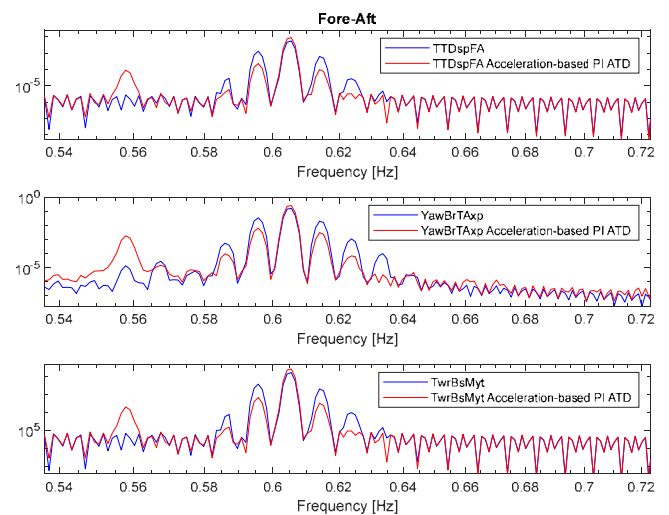 Fore-Aft
TTDspFA
TTDspFA Acceleration-based PI ATD
10^-5
0.54 0.56 0.58 0.6 0.62 0.64 0.66 0.68 0.7 0.72
Frequency [Hz]
10^0
YawBrTAxp
YawBrTAxp Acceleration-based PI ATD
10^-5
0.54 0.56 0.58 0.6 0.62 0.64 0.66 0.68 0.7 0.72
Frequency [Hz]
TwrBsMyt
TwrBsMyt Acceleration-based PI ATD
10^5
0.54 0.56 0.58 0.6 0.62 0.64 0.66 0.68 0.7 0.72
Frequency [Hz]